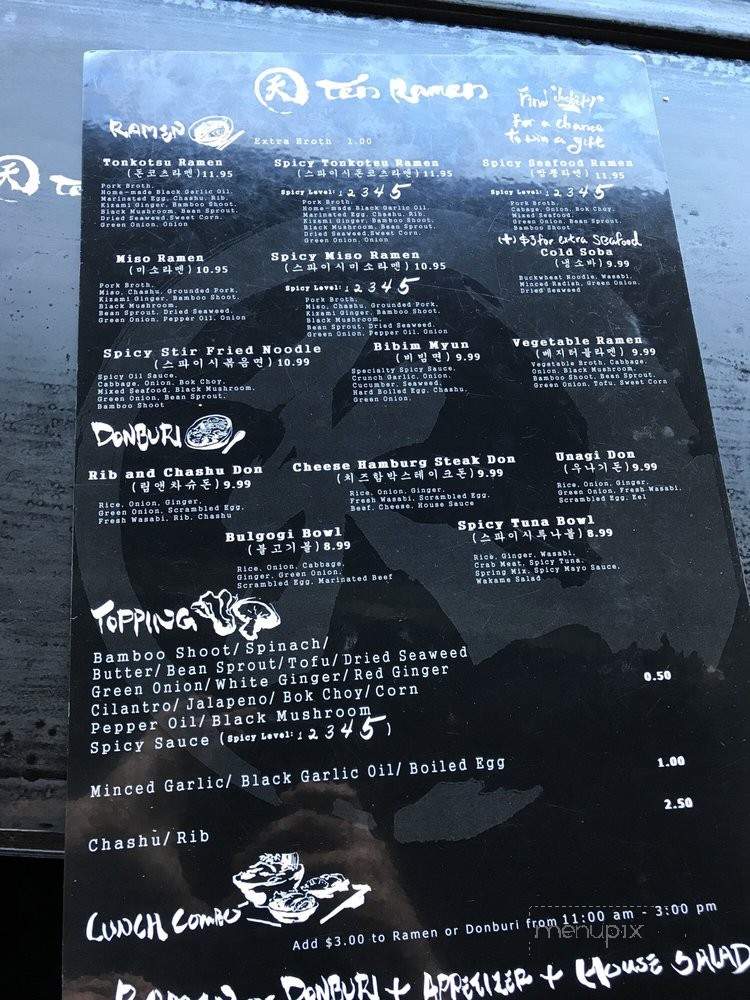 天 Ten Ramen
Find
For a chance
to win a gift
RAMEN
Extra Broth 1.00
Tonkotsu Ramen
(돈코츠라멘)11.95
Pork Broth,
Home-made Black Garlic Oil,
Marinated Egg, Chashu, Rib,
Kizami Ginger, Bamboo Shoot,
Black Mushroom, Bean Sprout,
Dried Seaweed,Sweet Corn,
Green Onion, Onion
Spicy Tonkotsu Ramen
(스파이시돈코츠라멘)11.95
Spicy Level: 1 2 3 4 5
Pork Broth,
Home-made Black Garlic Oil,
Marinated Egg, Chashu, Rib,
Kizami Ginger, Bamboo Shoot,
Black Mushroom, Bean Sprout,
Dried Seaweed,Sweet Corn,
Green Onion, Onion
Spicy Seafood Ramen
(짬뽕라멘)11.95
Spicy Level: 1 2 3 4 5
Pork Broth,
Cabage, Onion, Bok Choy,
Mixed Seafood,
Green Onion, Bean Sprout,
Bamboo Shoot
(+) $3 for extra seafood
Miso Ramen
(미소라멘)10.95
Pork Broth,
Miso, Chashu, Grounded Pork,
Kizami Ginger, Bamboo Shoot,
Black Mushroom,
Bean Sprout, Dried Seaweed,
Green Onion, Pepper Oil, Onion
Spicy Miso Ramen
(스파이시미소라멘)10.95
Spicy Level: 1 2 3 4 5
Pork Broth,
Miso, Chashu, Grounded Pork,
Kizami Ginger, Bamboo Shoot,
Black Mushroom,
Bean Sprout, Dried Seaweed,
Green Onion, Pepper Oil, Onion
Cold Soba
(냉소바)9.99
Buckwheat Noodle, Wasabi,
Minced Radish, Green Onion,
Dried Seaweed
Spicy Stir Fried Noodle
(스파이시볶음면)10.99
Spicy Oil Sauce,
Cabbage, Onion, Bok Choy,
Mixed Seafood, Black Mushroom,
Green Onion, Bean Sprout,
Bamboo Shoot
Bibim Myun
(비빔면)9.99
Specialty Spicy Sauce,
Crunch Garlic, Onion,
Cucumber, Seaweed,
Hard Boiled Egg, Chashu,
Green Onion,
Vegetable Ramen
(베지터블라멘) 9.99
Vegetable Broth, Cabbage,
Onion, Black Mushroom,
Bamboo Shoot, Bean Sprout,
Green Onion, Tofu, Sweet Corn
DONBURI
Rib and Chashu Don
(립앤차슈돈)9.99
Rice, Onion, Ginger,
Green Onion, Scrambled Egg,
Fresh Wasabi, Rib, Chashu
Cheese Hamburg Steak Don
(치즈함박스테이크돈)9.99
Rice, Onion, Ginger,
Fresh Wasabi, Scrambled Egg,
Beef, Cheese, House Sauce
Unagi Don
(우나기돈)9.99
Rice, Onion, Ginger,
Green Onion, Fresh Wasabi,
Scrambled Egg, Eel
Bulgogi Bowl
(불고기볼)8.99
Rice, Onion, Cabbage,
Ginger, Green Onion,
Scrambled Egg, Marinated Beef
Spicy Tuna Bowl
(스파이시튜나볼)8.99
Rice, Ginger, Wasabi,
Crab Meat, Spicy Tuna,
Spring Mix, Spicy Mayo Sauce,
Wakame Salad
TOPPING
Bamboo Shoot/Spinach/
Butter/Bean Sprout/Tofu/Dried Seaweed
Green Onion/White Ginger/Red Ginger
Cilantro/Jalapeno/Bok Choy/Corn
Pepper Oil/Black Mushroom
Spicy Sauce (Spicy Level: 1 2 3 4 5)
0.50
Minced Garlic/ Black Garlic Oil/ Boiled Egg
1.00
Chashu/Rib
2.50
LUNCH COMBO
Add $3.00 to Ramen or Donburi from 11:00 am - 3:00 pm
menupix
RAMEN or DONBURI + APPETIZER + HOUSE SALAD